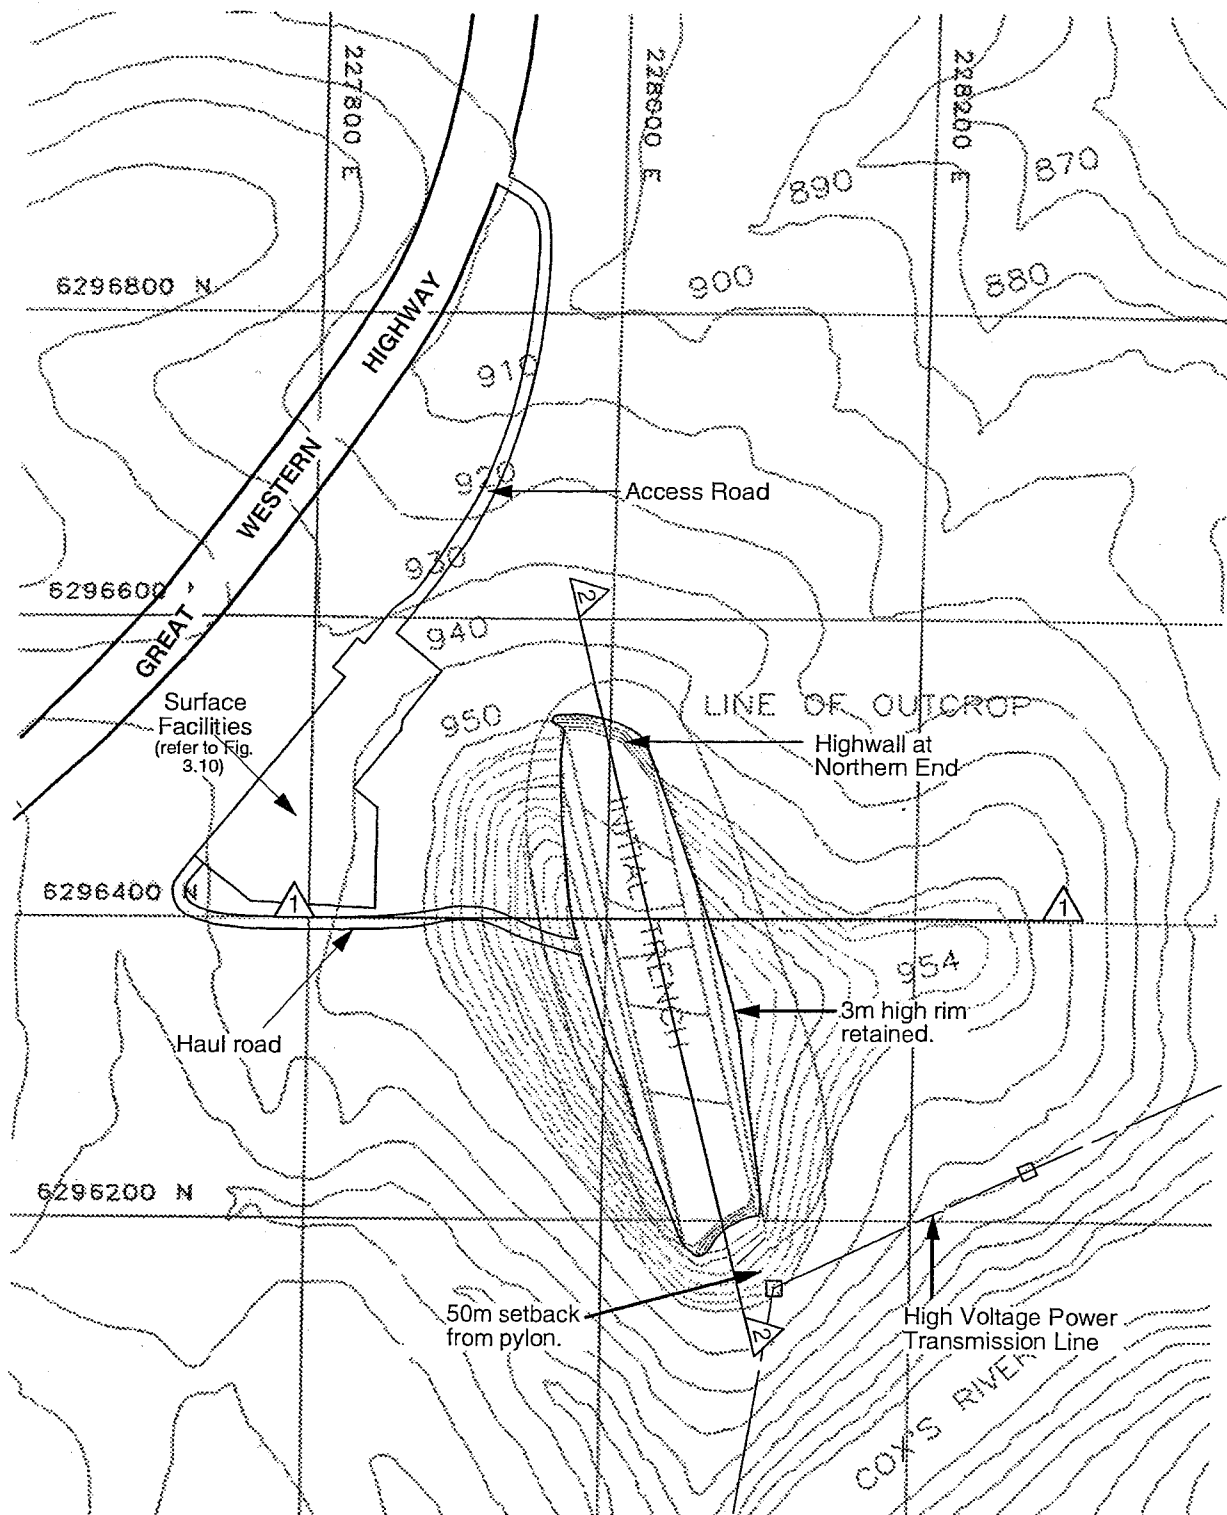 227800 E
228000 E
228200 E
870
890
880
900
6296800 N
GREAT WESTERN HIGHWAY
910
920
Access Road
930
6296600
940
Surface
Facilities
(refer to Fig.
3.10)
950
LINE OF OUTCROP
Highwall at
Northern End
2
INITIAL TRENCH
6296400 N
1
1
954
3m high rim
retained.
Haul road
6296200 N
50m setback
from pylon.
2
High Voltage Power
Transmission Line
COX'S RIVER